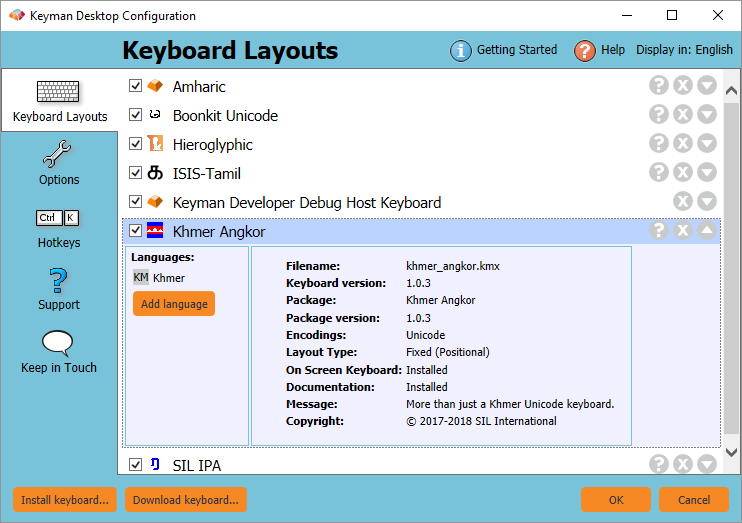 Keyman Desktop Configuration
Keyboard Layouts
Getting Started
Help
Display in: English
Keyboard Layouts
Options
Ctrl K
Hotkeys
Support
Keep in Touch
Amharic
Boonkit Unicode
Hieroglyphic
ISIS-Tamil
Keyman Developer Debug Host Keyboard
Khmer Angkor
Languages:
KM Khmer
Add language
Filename: khmer_angkor.kmx
Keyboard version: 1.0.3
Package: Khmer Angkor
Package version: 1.0.3
Encodings: Unicode
Layout Type: Fixed (Positional)
On Screen Keyboard: Installed
Documentation: Installed
Message: More than just a Khmer Unicode keyboard.
Copyright: © 2017-2018 SIL International
SIL IPA
Install keyboard...
Download keyboard...
OK
Cancel